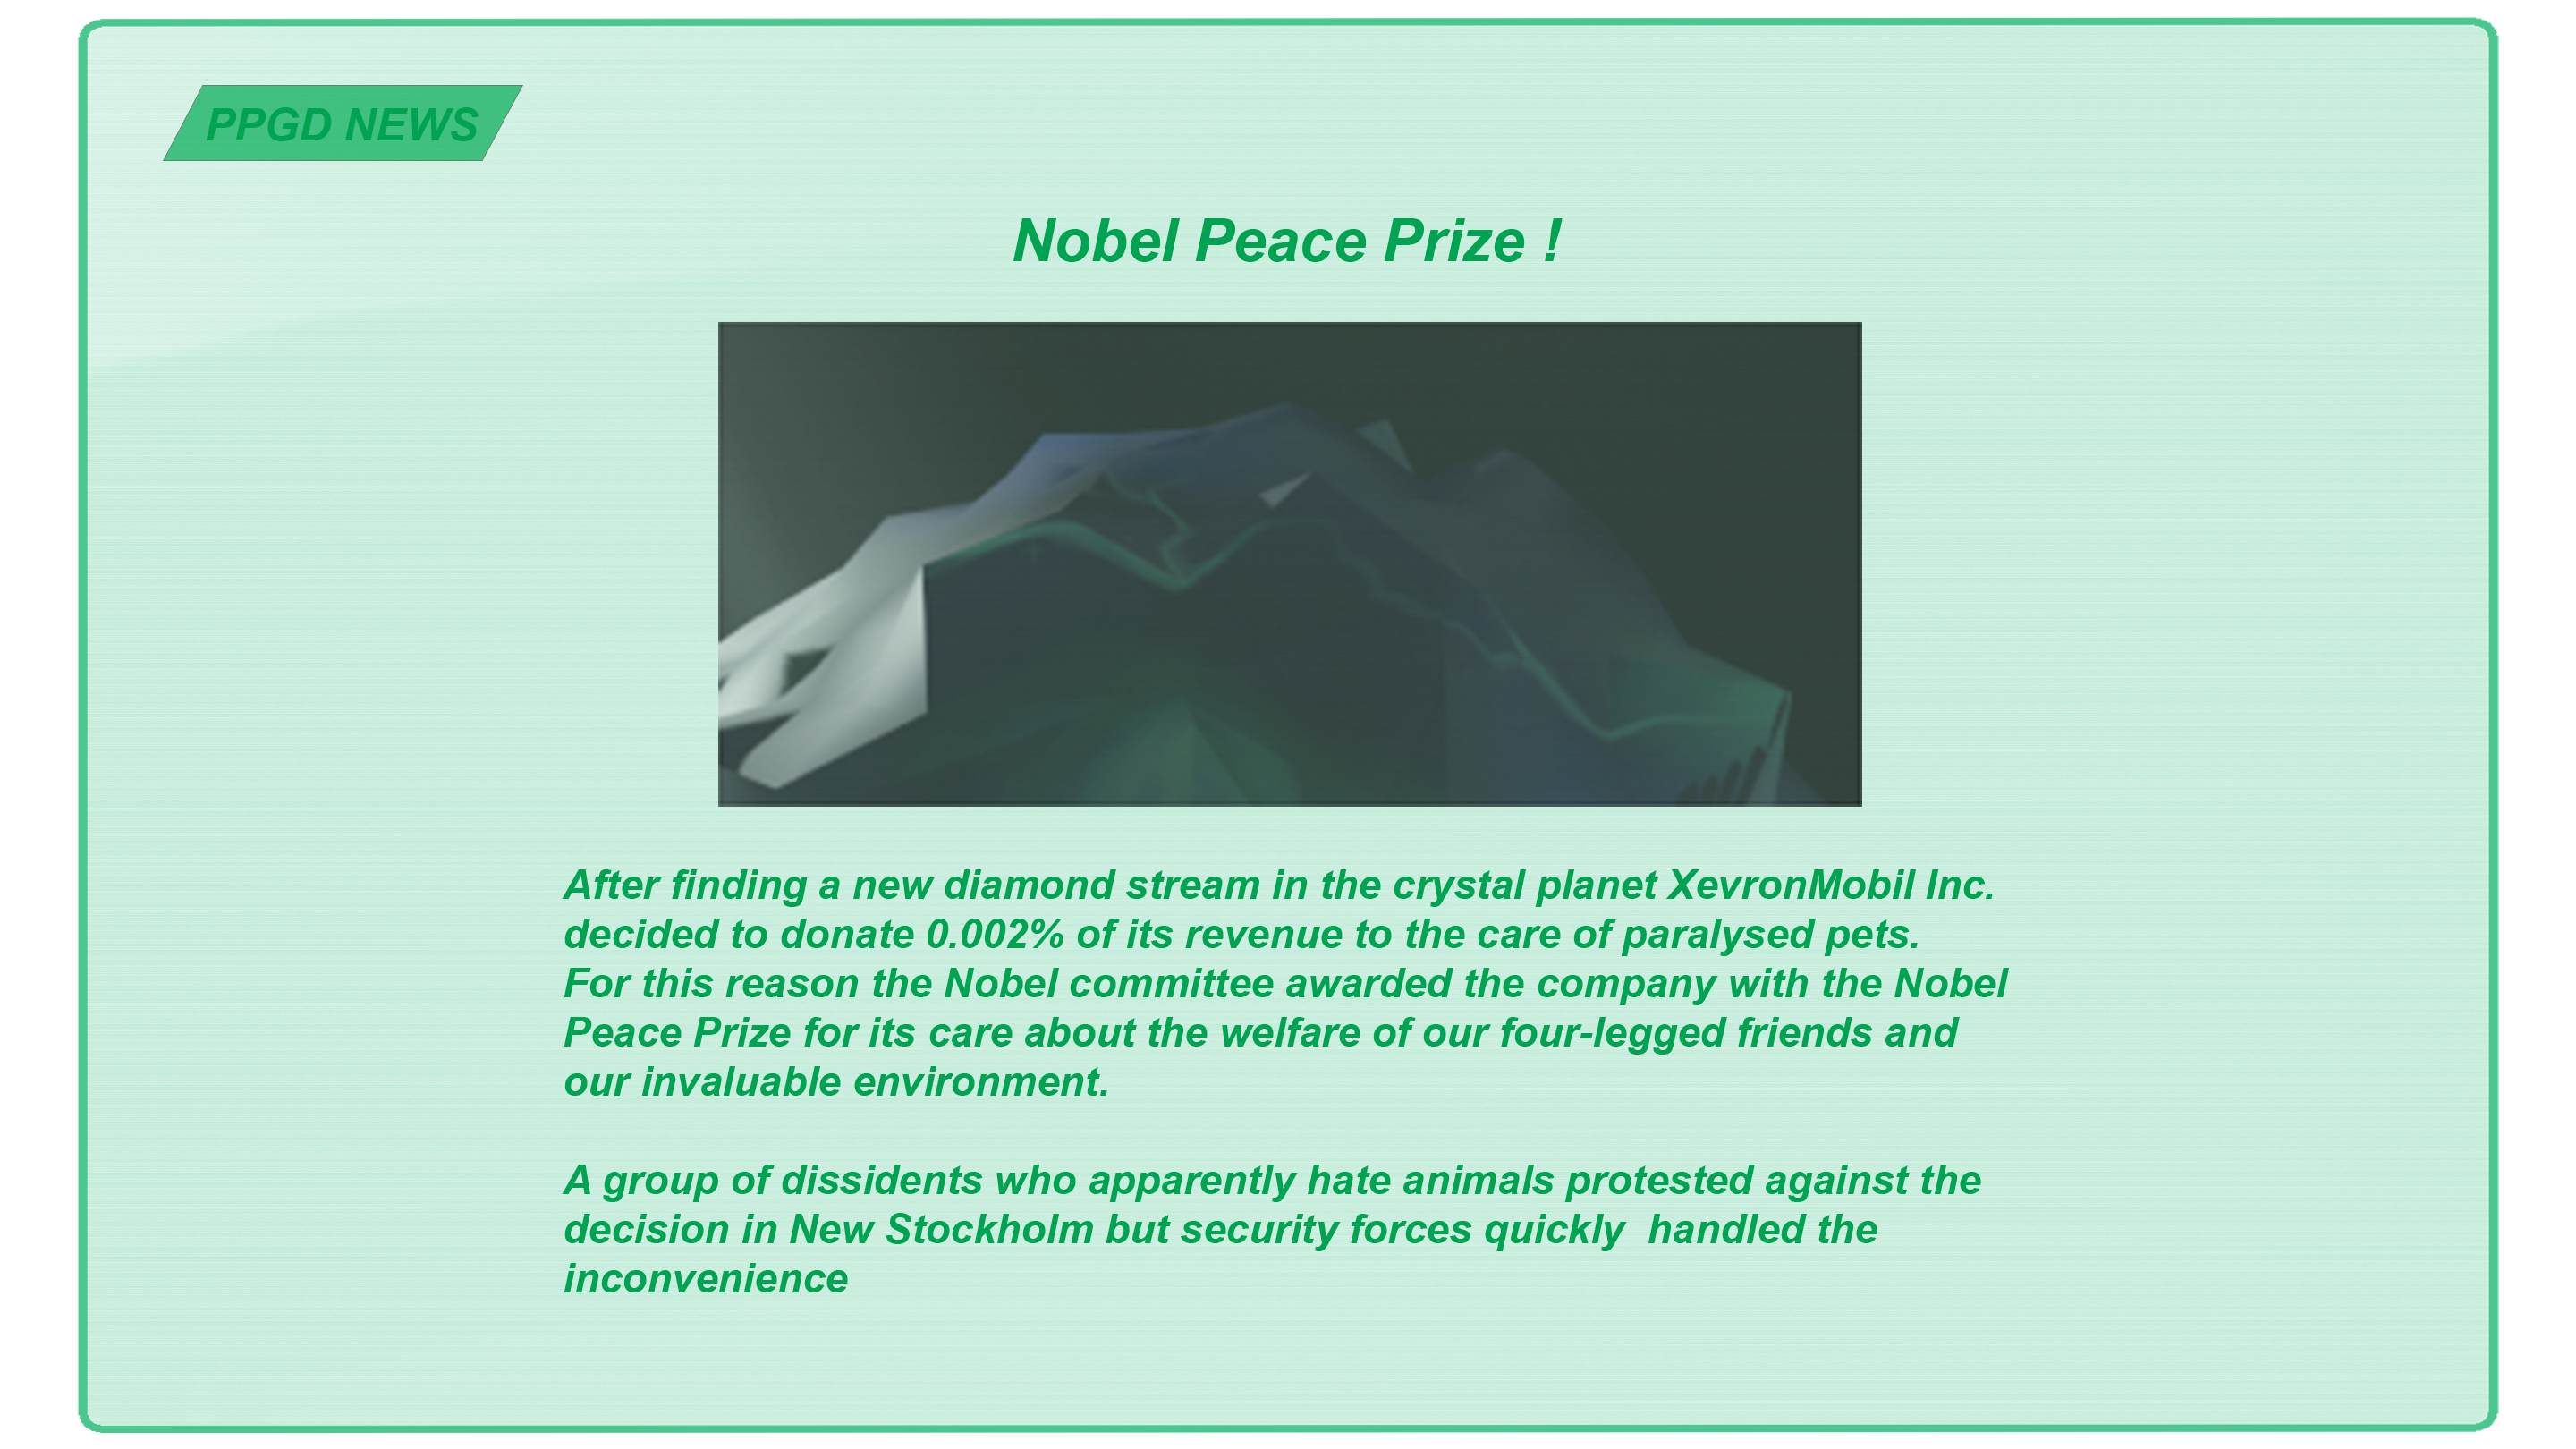 PPGD NEWS
Nobel Peace Prize !
After finding a new diamond stream in the crystal planet XevronMobil Inc.
decided to donate 0.002% of its revenue to the care of paralysed pets.
For this reason the Nobel committee awarded the company with the Nobel
Peace Prize for its care about the welfare of our four-legged friends and
our invaluable environment.
A group of dissidents who apparently hate animals protested against the
decision in New Stockholm but security forces quickly  handled the
inconvenience